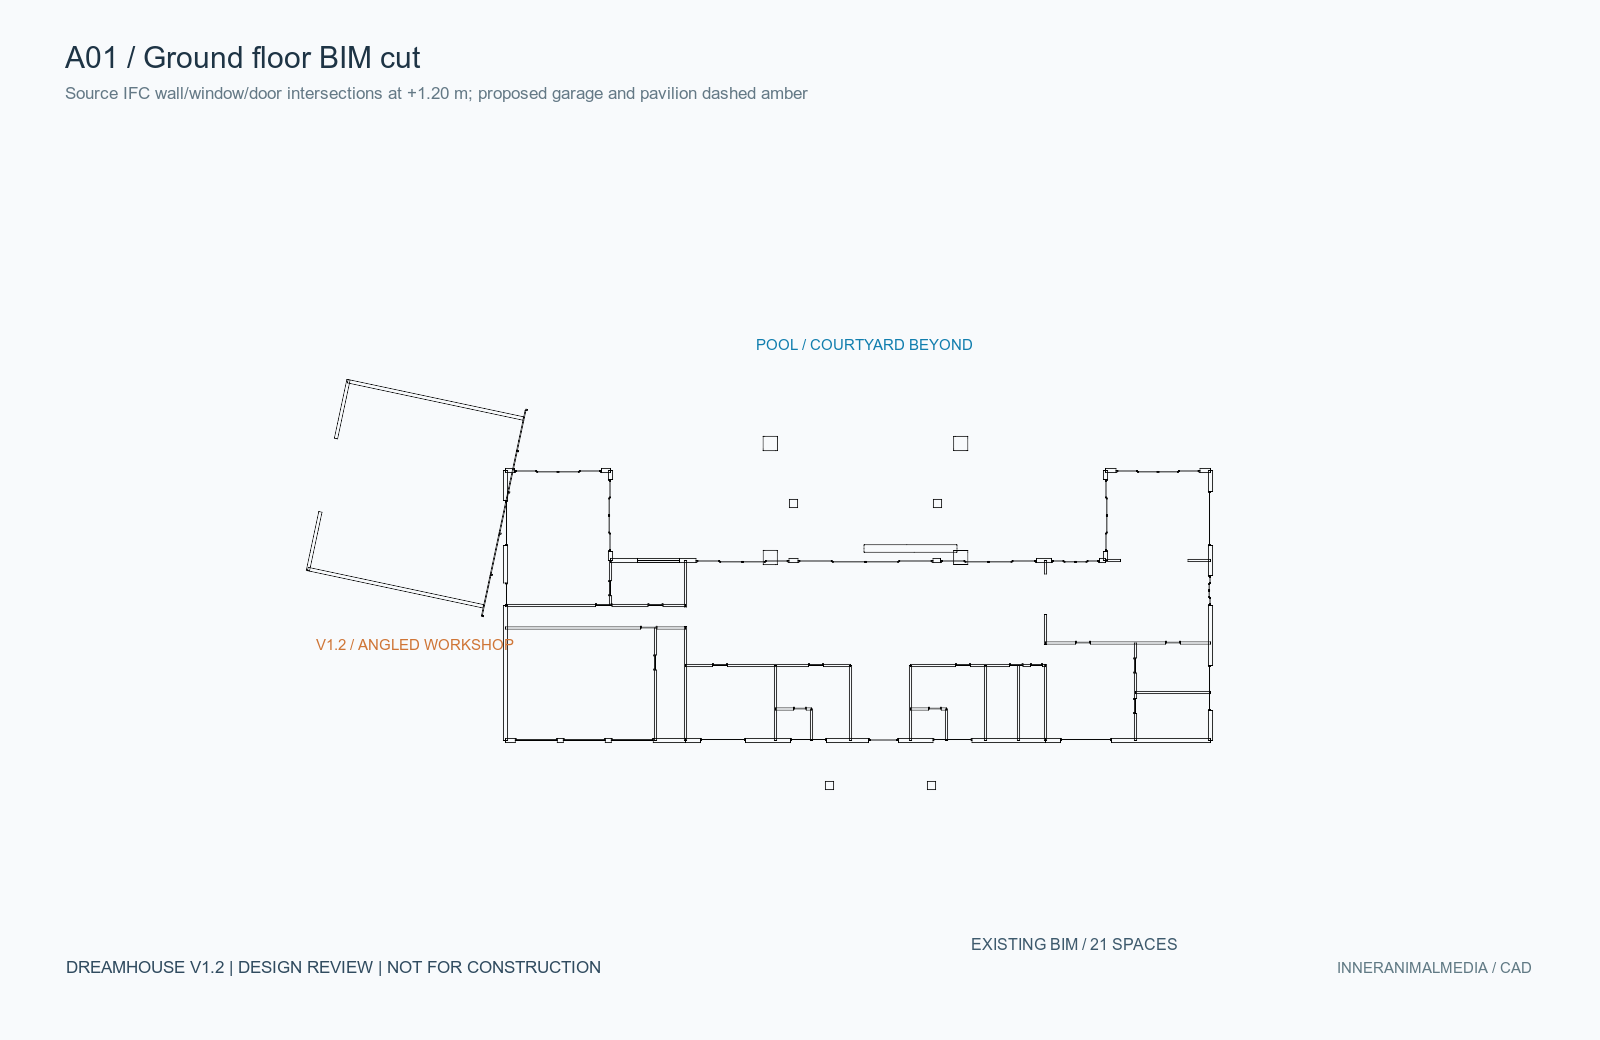 A01 / Ground floor BIM cut
Source IFC wall/window/door intersections at +1.20 m; proposed garage and pavilion dashed amber
POOL / COURTYARD BEYOND
V1.2 / ANGLED WORKSHOP
EXISTING BIM / 21 SPACES
DREAMHOUSE V1.2 | DESIGN REVIEW | NOT FOR CONSTRUCTION
INNERANIMALMEDIA / CAD